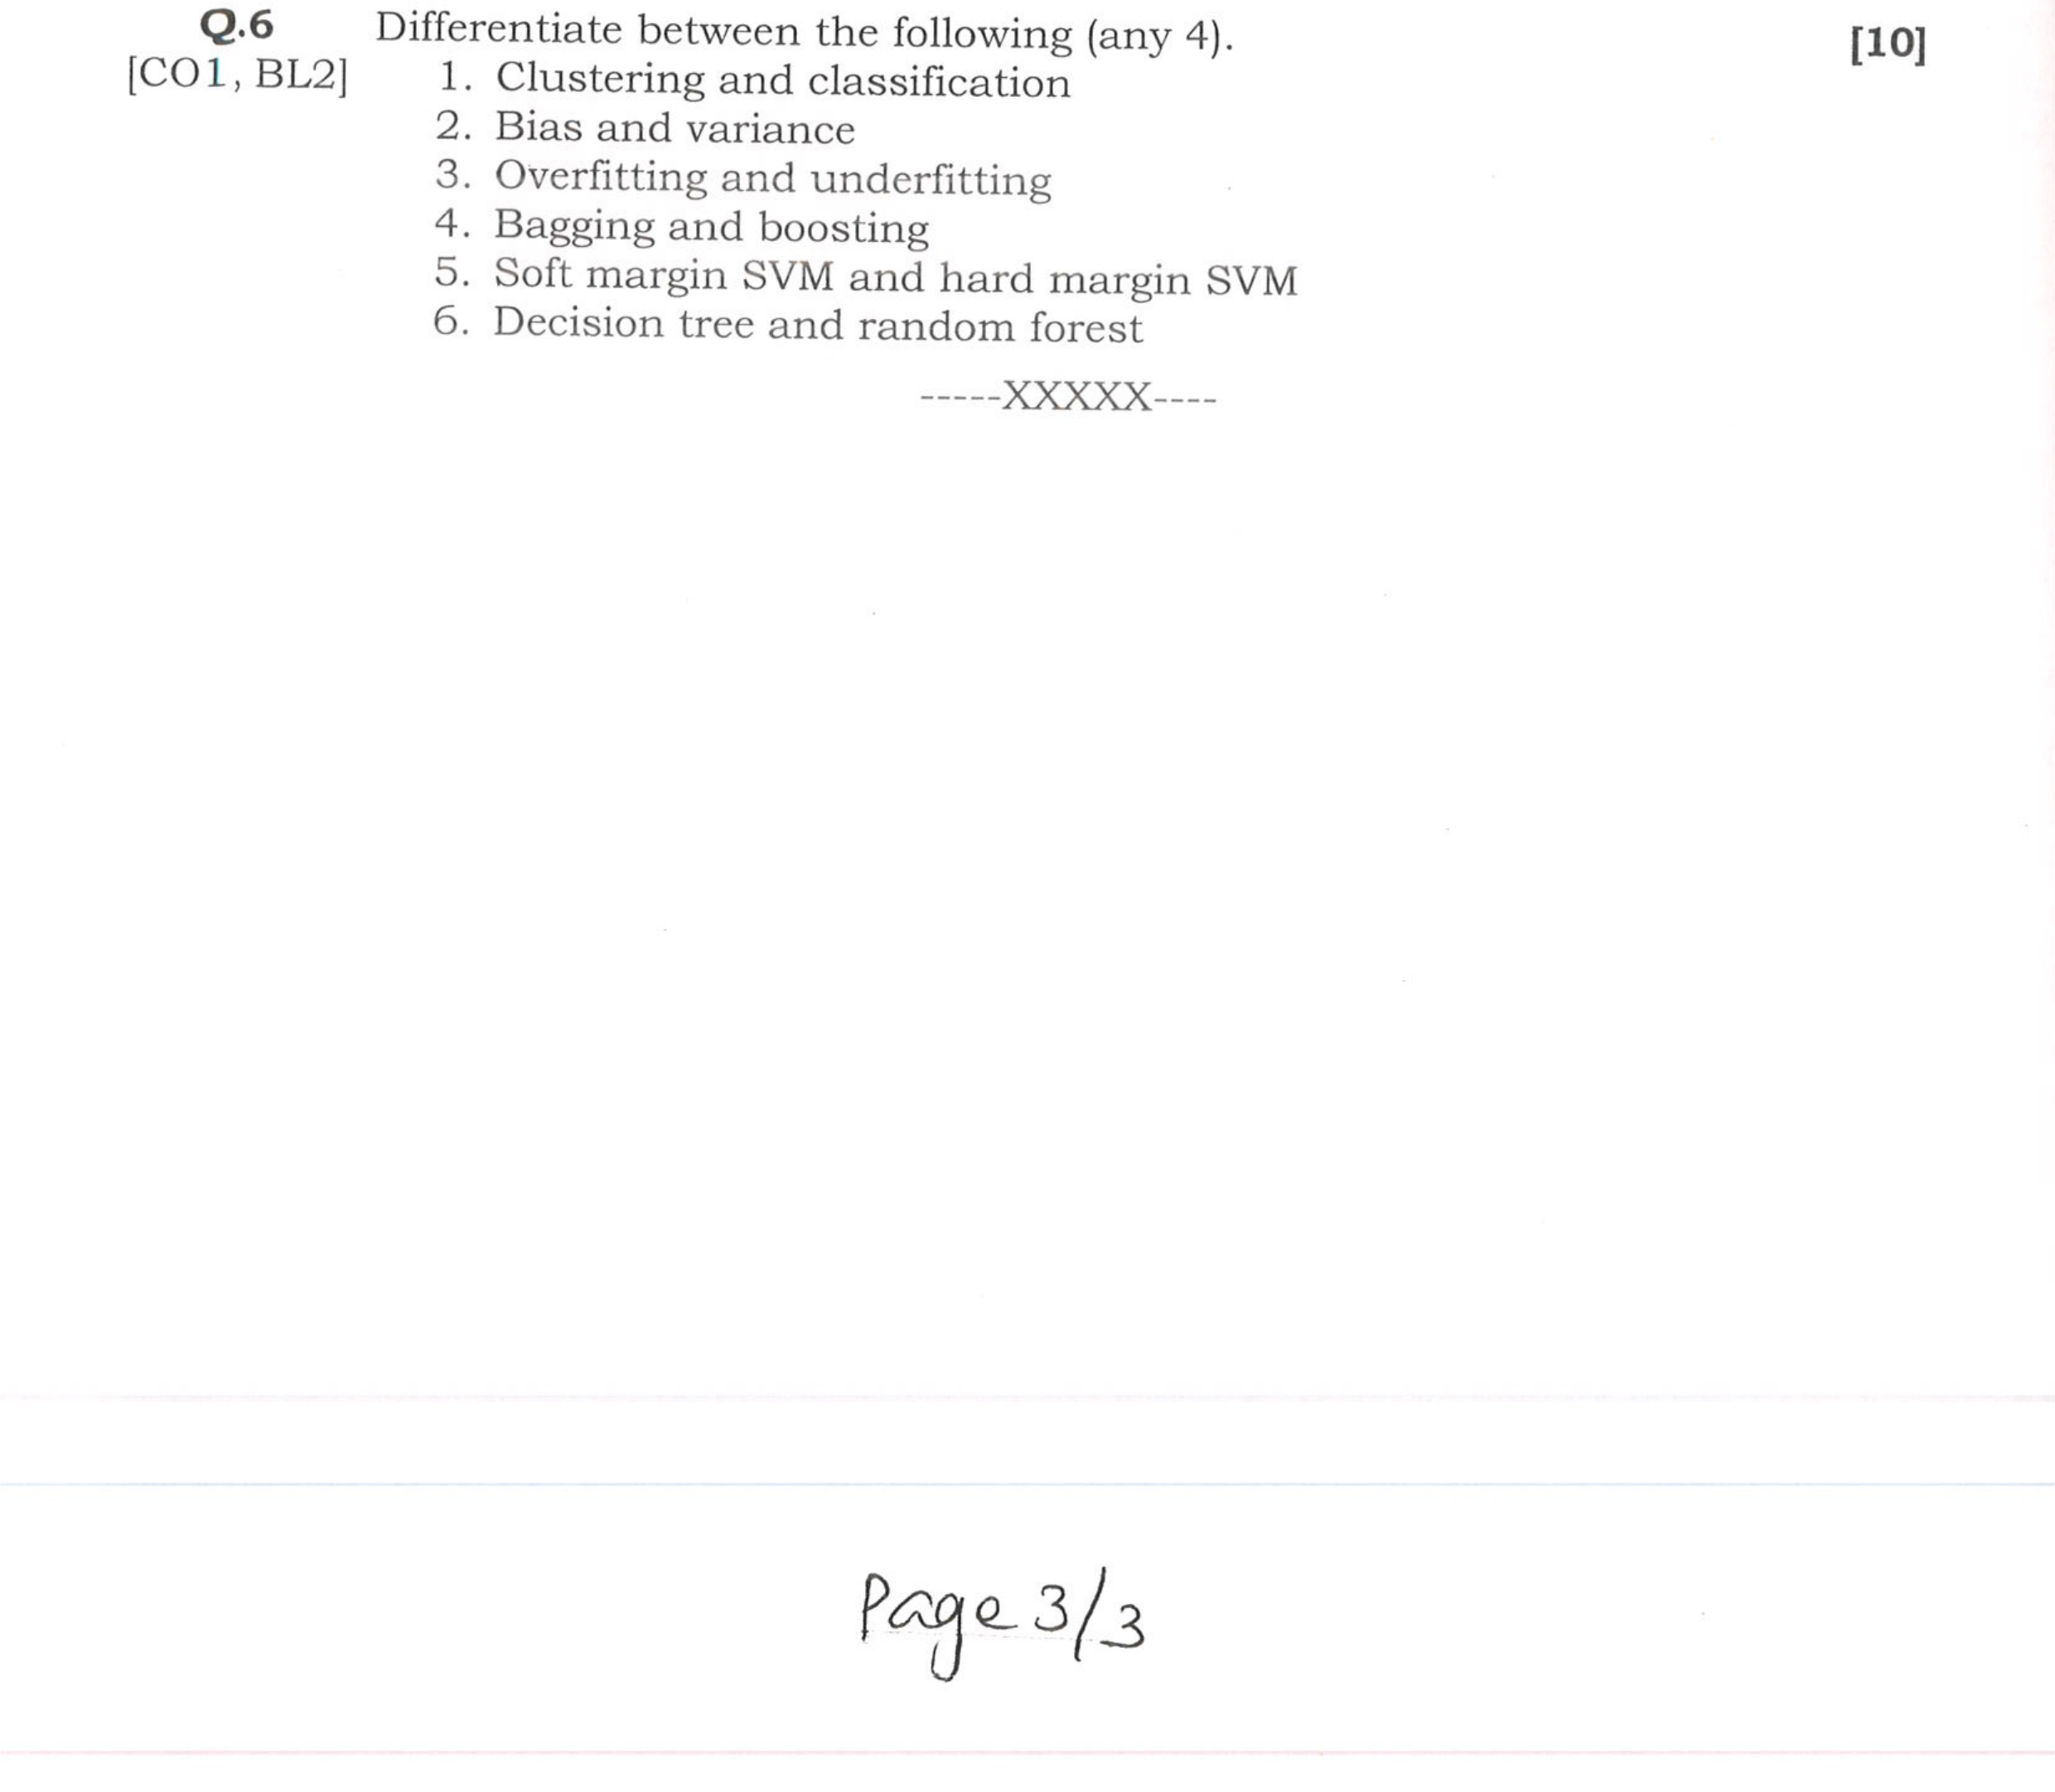 Q.6 Differentiate between the following (any 4). [10]
[CO1, BL2] 1. Clustering and classification
2. Bias and variance
3. Overfitting and underfitting
4. Bagging and boosting
5. Soft margin SVM and hard margin SVM
6. Decision tree and random forest
-----XXXXX----
Page 3/3